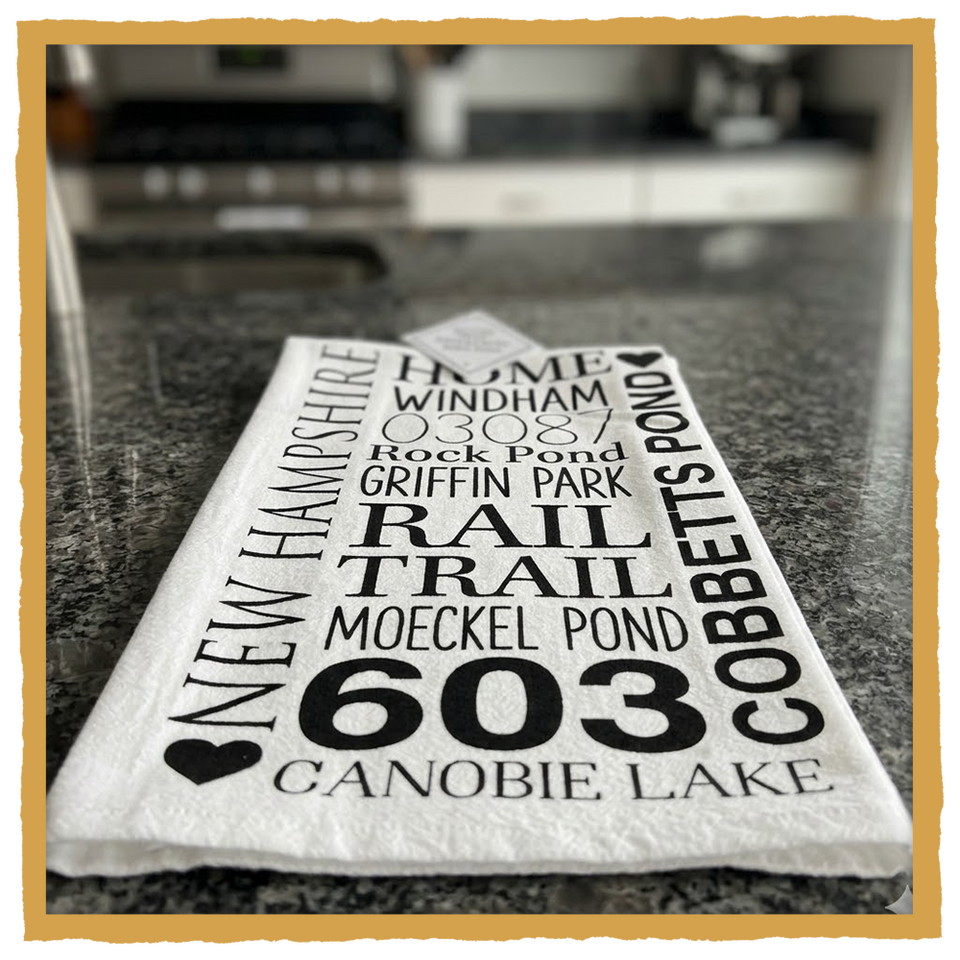 HOME
WINDHAM
03087
Rock Pond
GRIFFIN PARK
RAIL
TRAIL
MOECKEL POND
603
CANOBIE LAKE
NEW HAMPSHIRE
COBBETTS POND